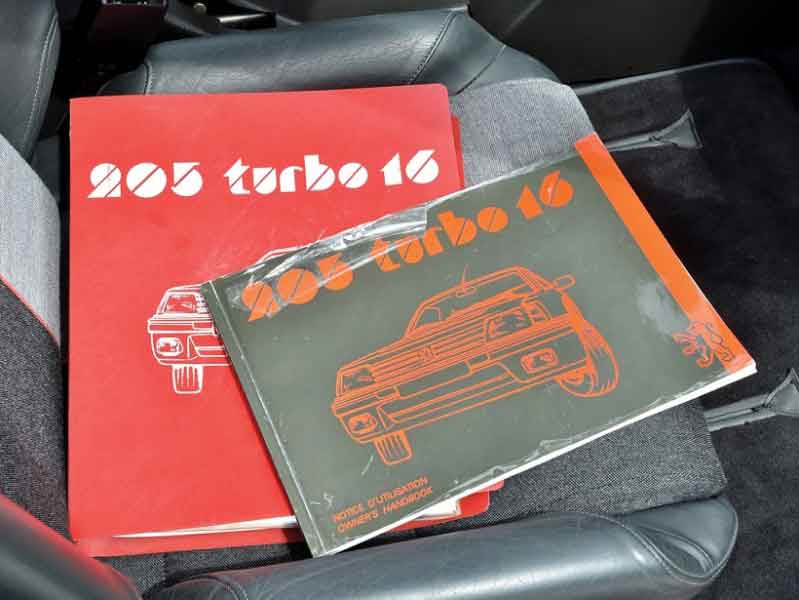 205 turbo 16
205 turbo 16
NOTICE D'UTILISATION
OWNER'S HANDBOOK